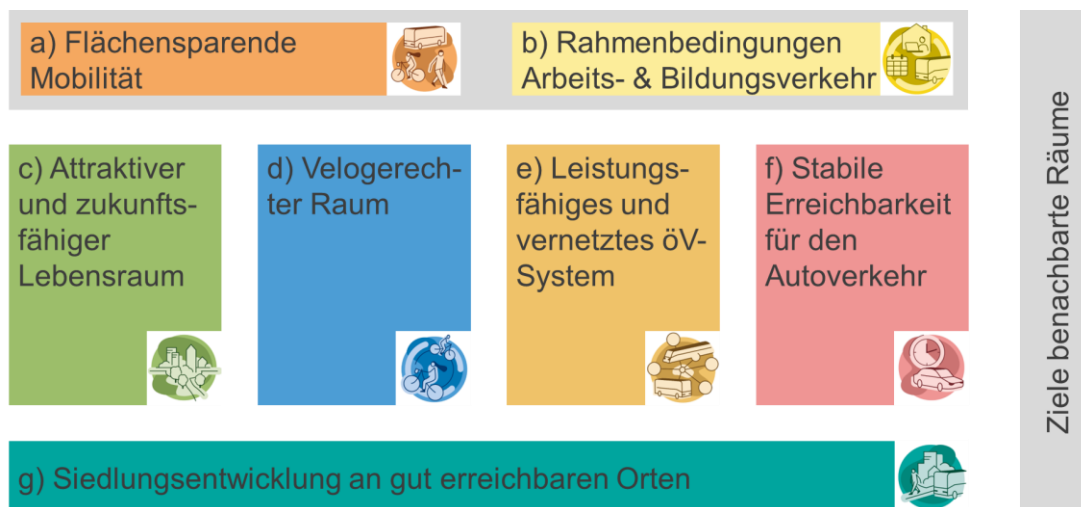 a) Flächensparende
Mobilität
b) Rahmenbedingungen
Arbeits- & Bildungsverkehr
c) Attraktiver
und zukunfts-
fähiger
Lebensraum
d) Velogerech-
ter Raum
e) Leistungs-
fähiges und
vernetztes öV-
System
f) Stabile
Erreichbarkeit
für den
Autoverkehr
g) Siedlungsentwicklung an gut erreichbaren Orten
Ziele benachbarte Räume